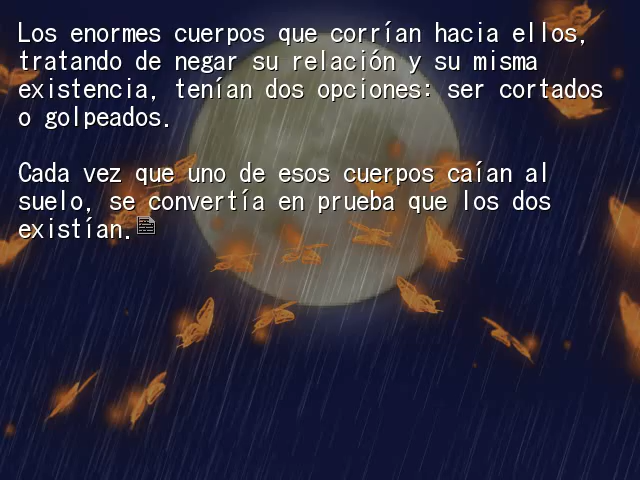 Los enormes cuerpos que corrían hacia ellos,
tratando de negar su relación y su misma
existencia, tenían dos opciones: ser cortados
o golpeados.
Cada vez que uno de esos cuerpos caían al
suelo, se convertía en prueba que los dos
existían.